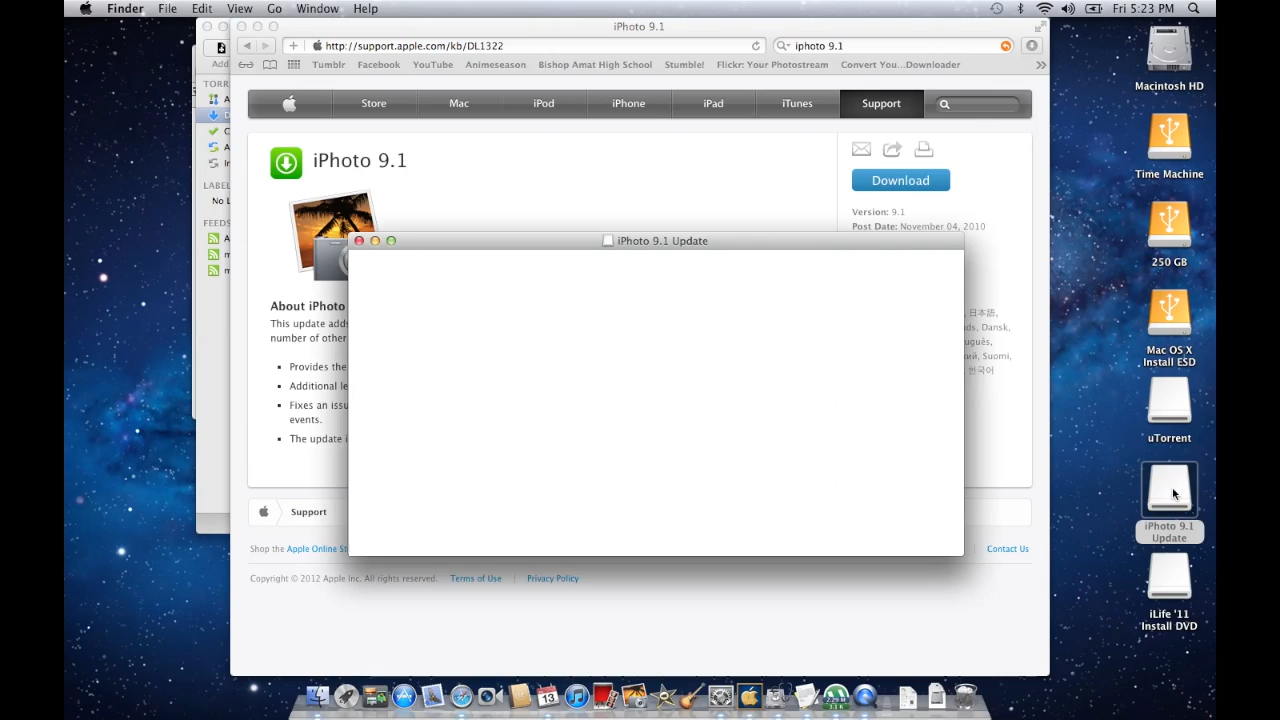 Finder File Edit View Go Window Help Fri 5:23 PM
iPhoto 9.1
http://support.apple.com/kb/DL1322 iphoto 9.1
Add
Tumblr Facebook YouTube Animeseason Bishop Amat High School Stumble! Flickr: Your Photostream Convert You...Downloader
TORR
Store Mac iPod iPhone iPad iTunes Support
iPhoto 9.1
Download
Version: 9.1
Post Date: November 04, 2010
LABEL
No L
FEEDS
iPhoto 9.1 Update
About iPhoto
This update adds
number of other
Provides the
Additional le
Fixes an issu
events.
The update i
日本語,
Dansk,
Suomi,
한국어
Support
Shop the Apple Online St
Contact Us
Copyright © 2012 Apple Inc. All rights reserved. Terms of Use Privacy Policy
Macintosh HD
Time Machine
250 GB
Mac OS X
Install ESD
uTorrent
iPhoto 9.1
Update
iLife '11
Install DVD
13